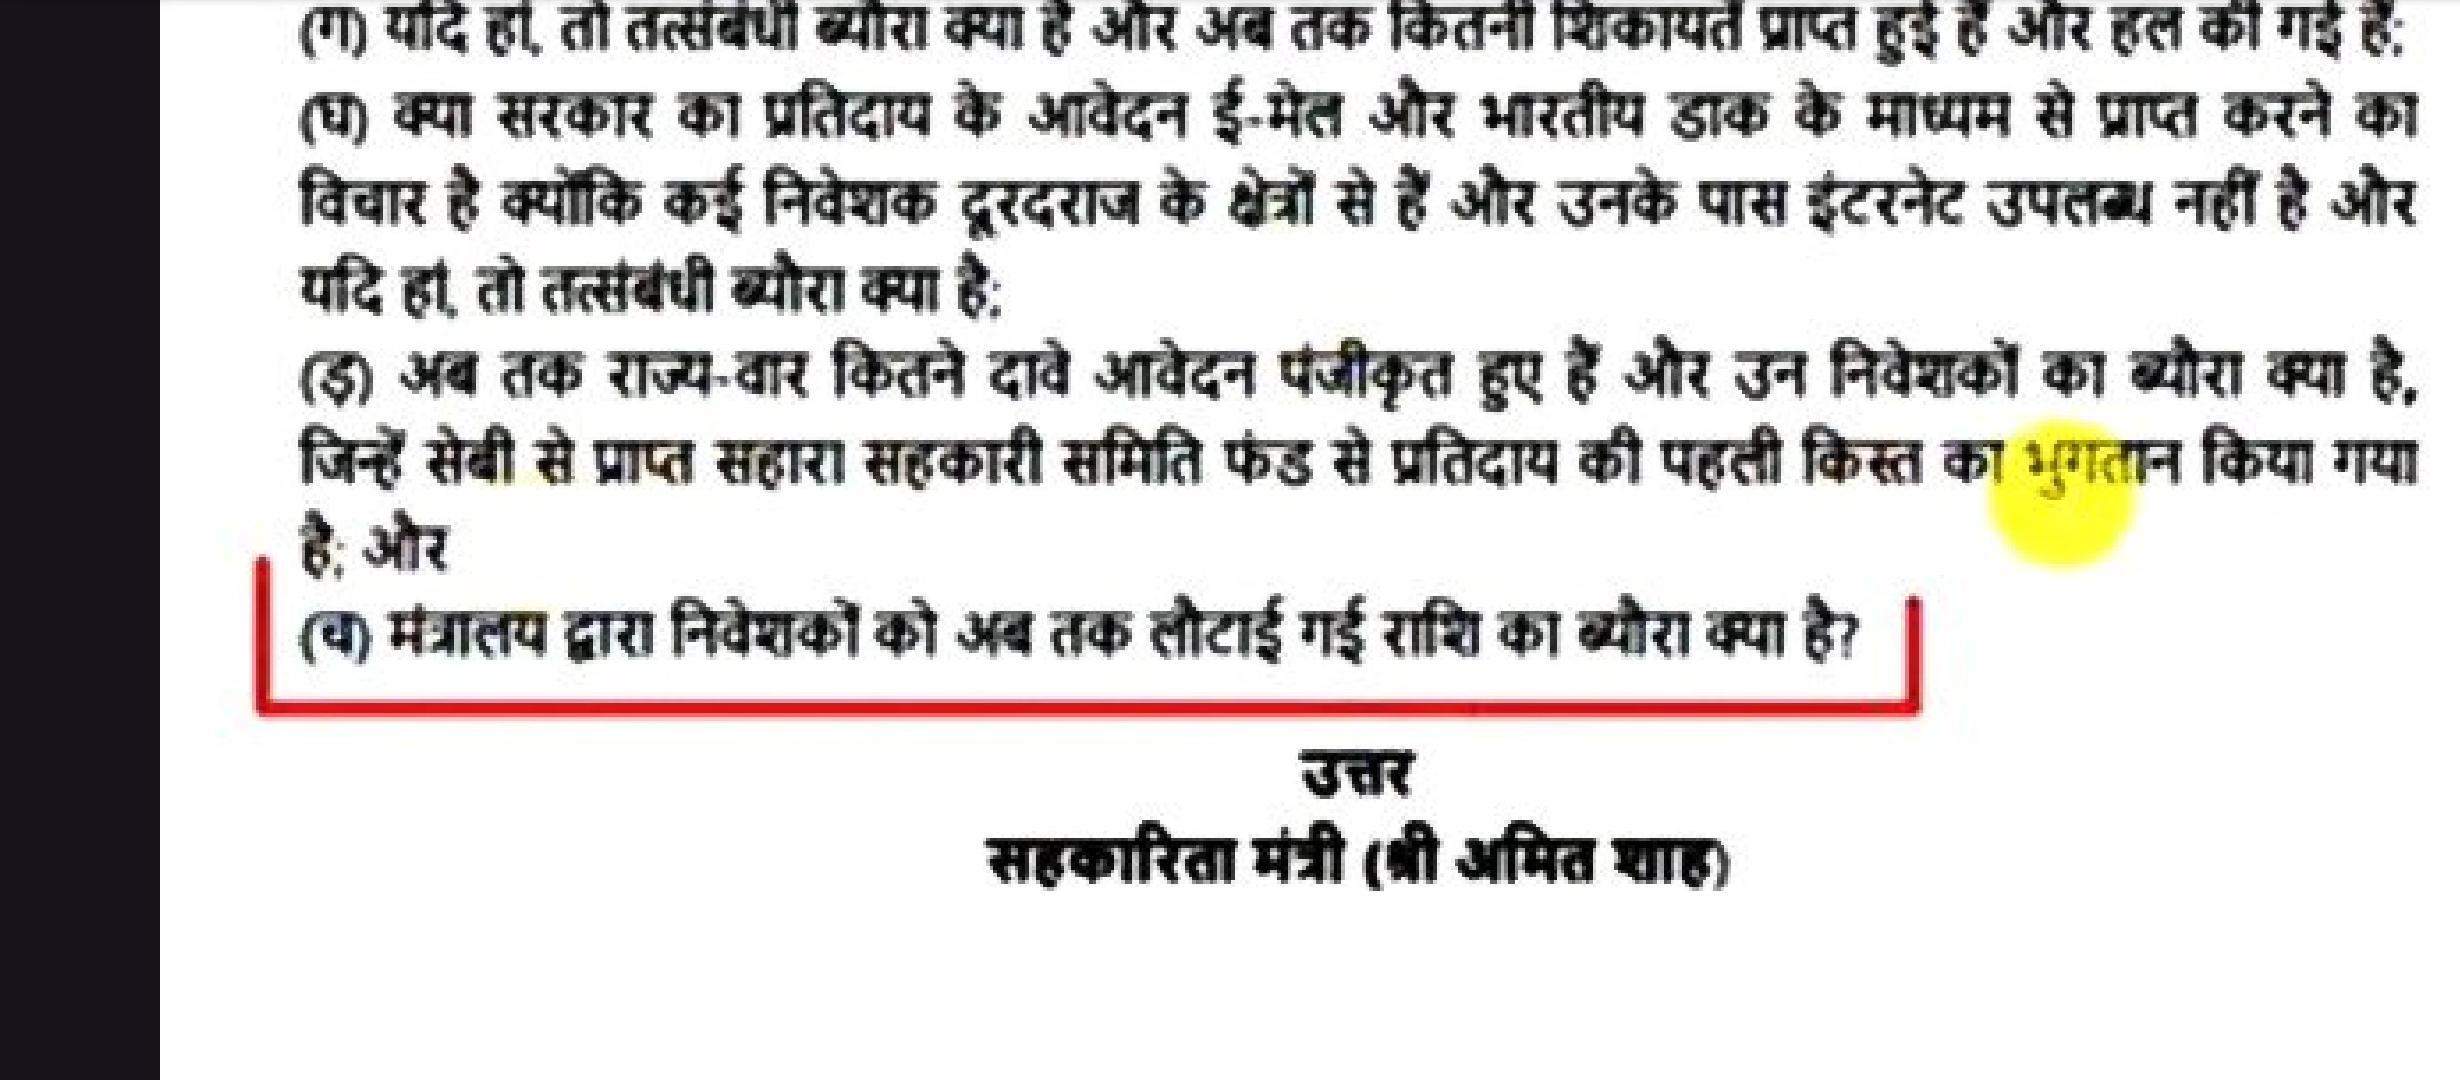 (ग) यदि हां, तो तत्संबंधी ब्यौरा क्या है और अब तक कितनी शिकायतें प्राप्त हुई हैं और हल की गई हैं;
(घ) क्या सरकार का प्रतिदाय के आवेदन ई-मेल और भारतीय डाक के माध्यम से प्राप्त करने का
विचार है क्योंकि कई निवेशक दूरदराज के क्षेत्रों से हैं और उनके पास इंटरनेट उपलब्ध नहीं है और
यदि हां, तो तत्संबंधी ब्यौरा क्या है;
(ड़) अब तक राज्य-वार कितने दावे आवेदन पंजीकृत हुए हैं और उन निवेशकों का ब्यौरा क्या है,
जिन्हें सेबी से प्राप्त सहारा सहकारी समिति फंड से प्रतिदाय की पहली किस्त का भुगतान किया गया
है; और
(च) मंत्रालय द्वारा निवेशकों को अब तक लौटाई गई राशि का ब्यौरा क्या है?
उत्तर
सहकारिता मंत्री (श्री अमित शाह)